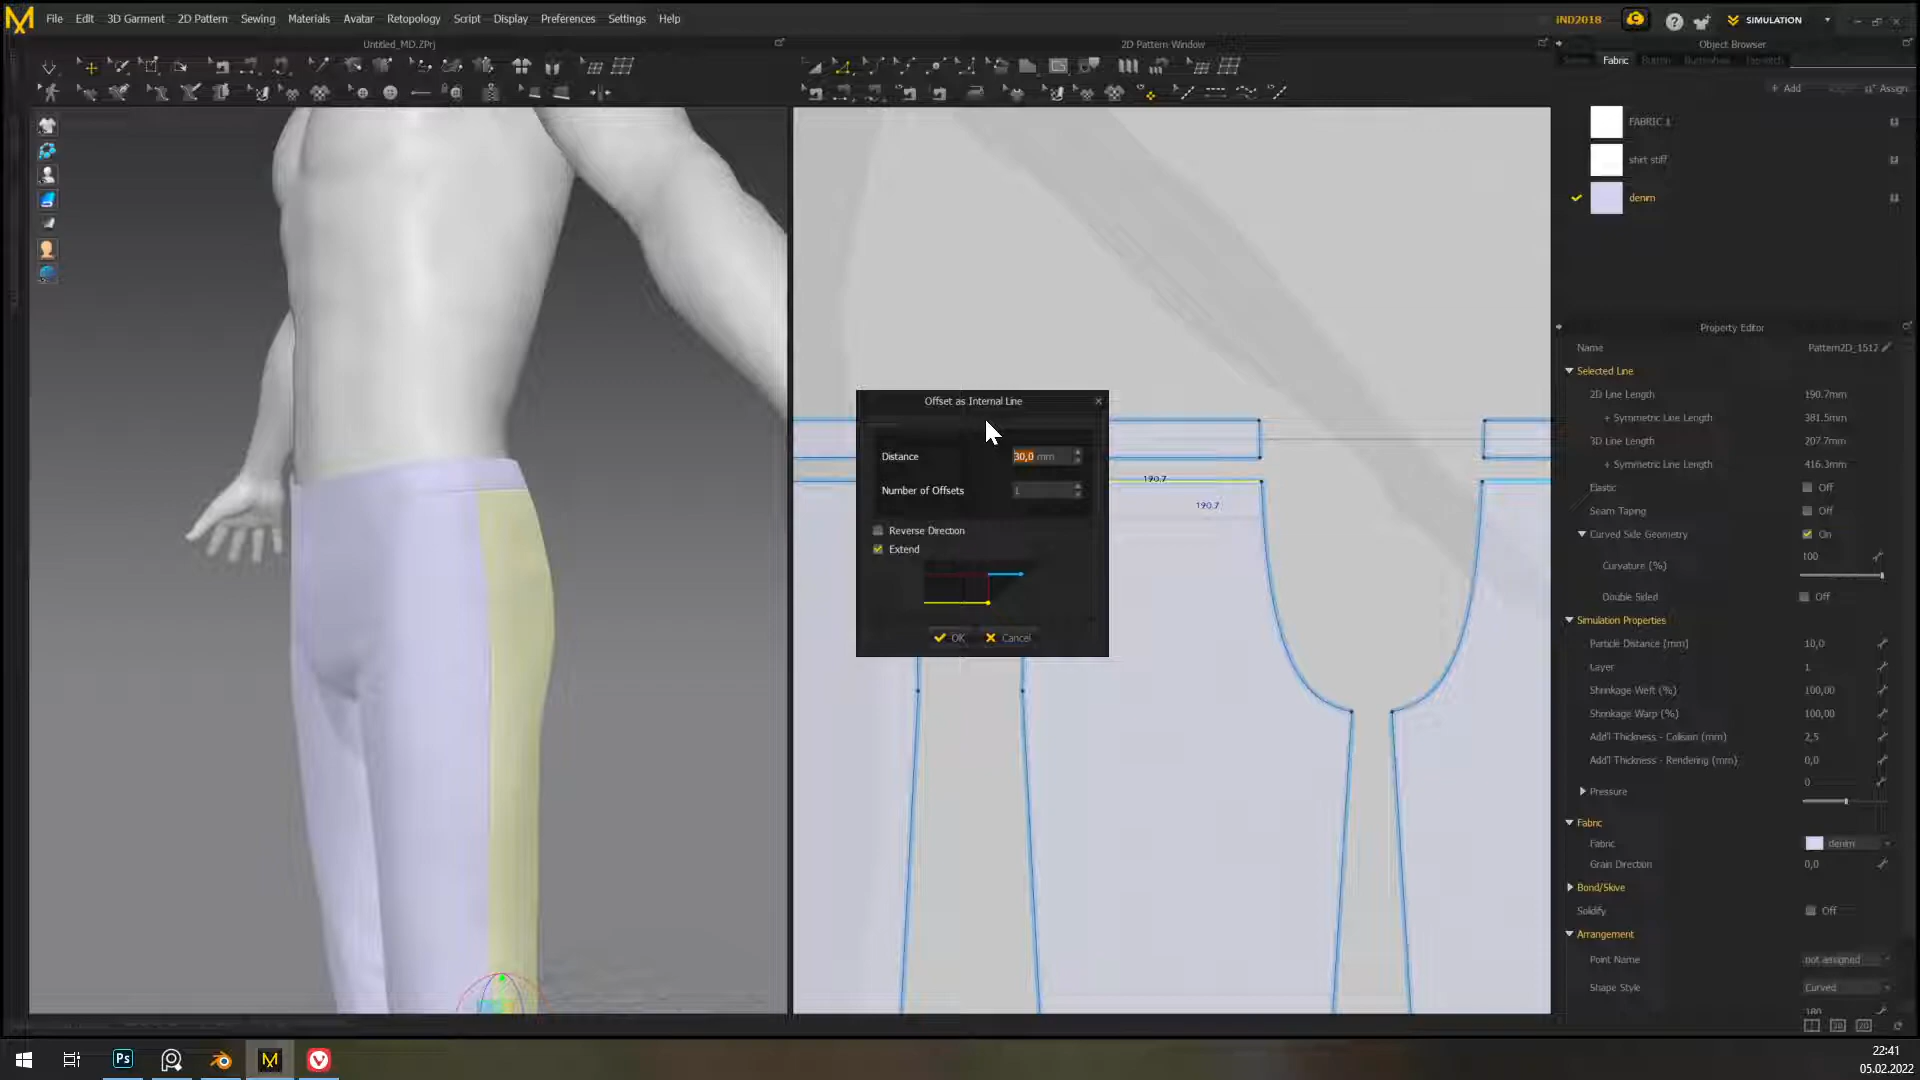 File Edit 3D Garment 2D Pattern Sewing Materials Avatar Retopology Script Display Preferences Settings Help
iND2018
SIMULATION
Untitled_MD.ZPrj
2D Pattern Window
Object Browser
Fabric
Button
+ Add
Assign
FABRIC 1
shirt stiff
denim
Property Editor
Name Pattern2D_1512
Selected Line
2D Line Length 190.7mm
+ Symmetric Line Length 381.5mm
3D Line Length 207.7mm
+ Symmetric Line Length 416.3mm
Elastic Off
Seam Taping Off
Curved Side Geometry On
100
Curvature (%)
Double Sided Off
Simulation Properties
Particle Distance (mm) 10,0
Layer 1
Shrinkage Weft (%) 100,00
Shrinkage Warp (%) 100,00
Add'l Thickness - Collision (mm) 2,5
Add'l Thickness - Rendering (mm) 0,0
0
Pressure
Fabric
Fabric denim
Grain Direction 0,0
Bond/Skive
Solidify Off
Arrangement
Point Name not assigned
Shape Style Curved
180
Offset as Internal Line
Distance 30,0 mm
Number of Offsets 1
Reverse Direction
Extend
OK Cancel
190.7
190.7
3D
2D
Ps
22:41
05.02.2022